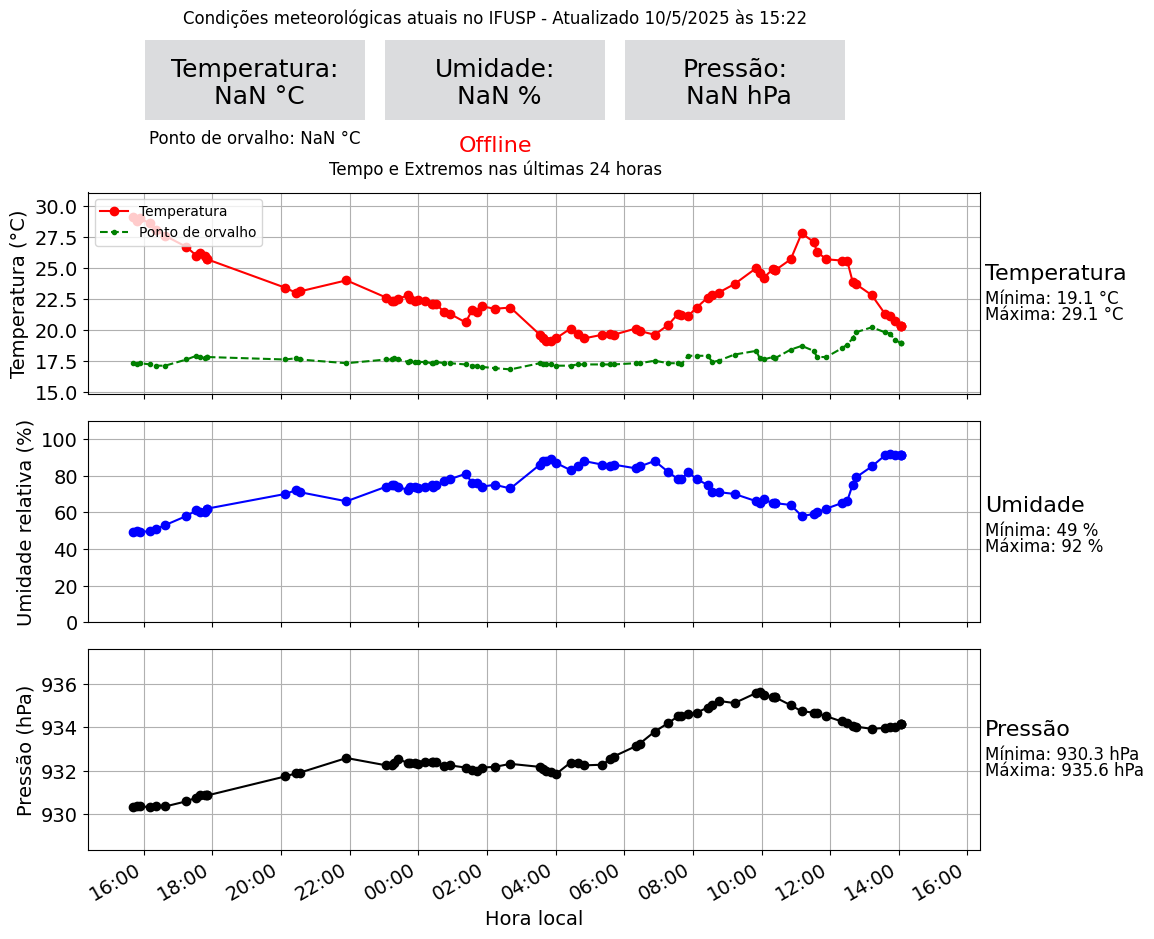 Condições meteorológicas atuais no IFUSP - Atualizado 10/5/2025 às 15:22
Temperatura:
NaN °C
Umidade:
NaN %
Pressão:
NaN hPa
Ponto de orvalho: NaN °C
Offline
Tempo e Extremos nas últimas 24 horas
Temperatura (°C)
30.0
27.5
25.0
22.5
20.0
17.5
15.0
Temperatura
Ponto de orvalho
Temperatura
Mínima: 19.1 °C
Máxima: 29.1 °C
Umidade relativa (%)
100
80
60
40
20
0
Umidade
Mínima: 49 %
Máxima: 92 %
Pressão (hPa)
936
934
932
930
Pressão
Mínima: 930.3 hPa
Máxima: 935.6 hPa
16:00
18:00
20:00
22:00
00:00
02:00
04:00
06:00
08:00
10:00
12:00
14:00
16:00
Hora local